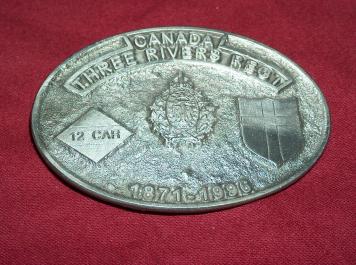 CANADA
THREE RIVERS REGT
12 CAR
1871-1996